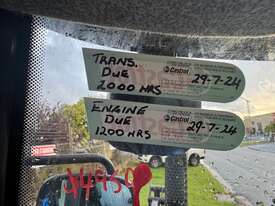 TRANS.
DUE
2000 HRS
Castrol
29-7-24
ENGINE
DUE
1200 HRS
Castrol
29-7-24